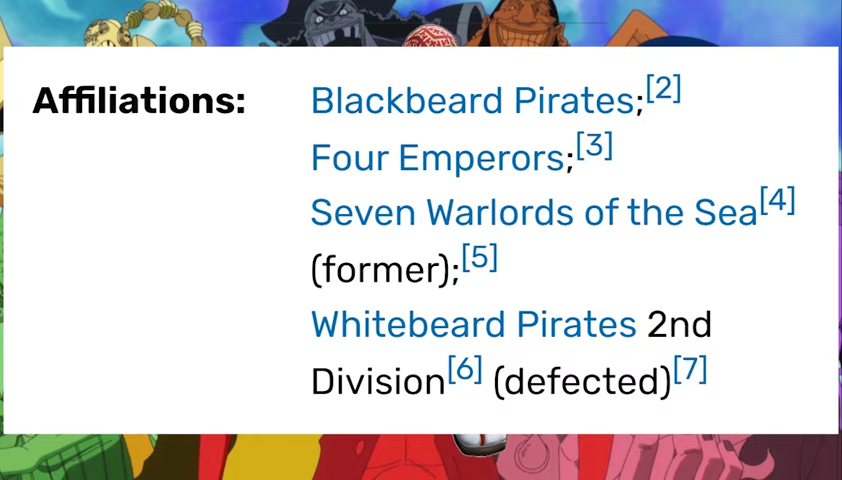 Affiliations: Blackbeard Pirates;[2]
Four Emperors;[3]
Seven Warlords of the Sea[4]
(former);[5]
Whitebeard Pirates 2nd
Division[6] (defected)[7]